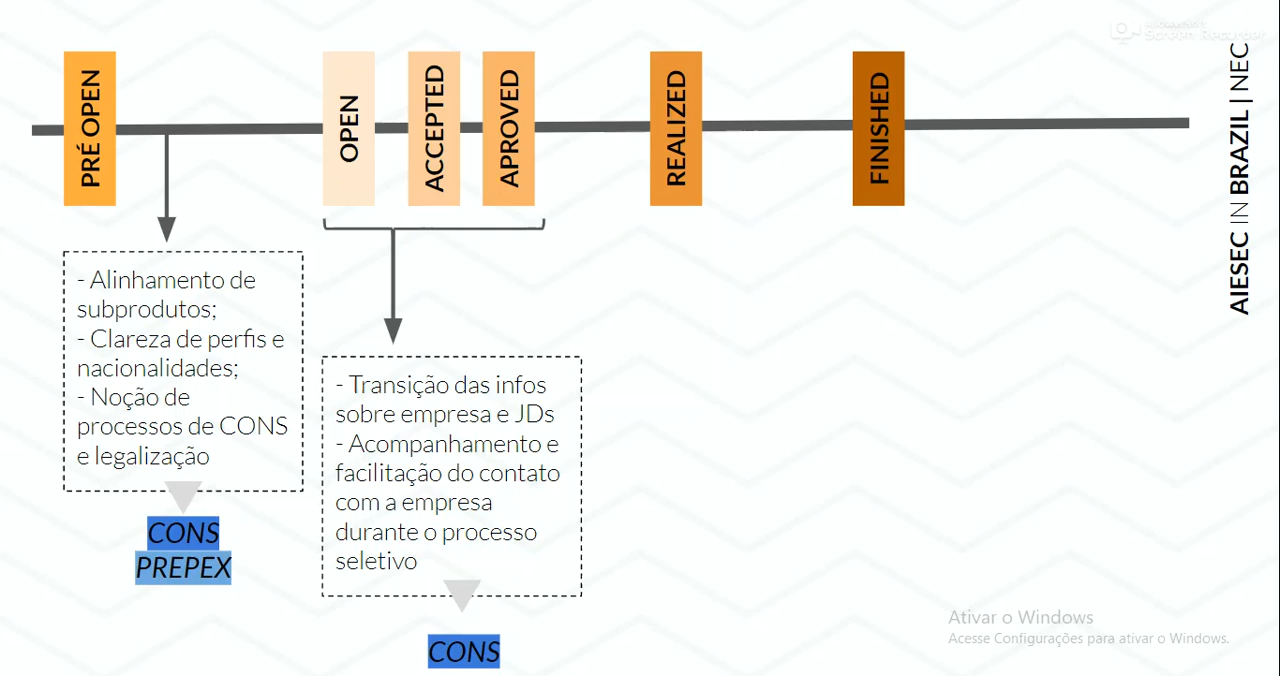 PRÉ OPEN
OPEN
ACCEPTED
APROVED
REALIZED
FINISHED
AIESEC IN BRAZIL | NEC
- Alinhamento de
subprodutos;
- Clareza de perfis e
nacionalidades;
- Noção de
processos de CONS
e legalização
CONS
PREPEX
- Transição das infos
sobre empresa e JDs
- Acompanhamento e
facilitação do contato
com a empresa
durante o processo
seletivo
CONS
Screen Recorder
Ativar o Windows
Acesse Configurações para ativar o Windows.